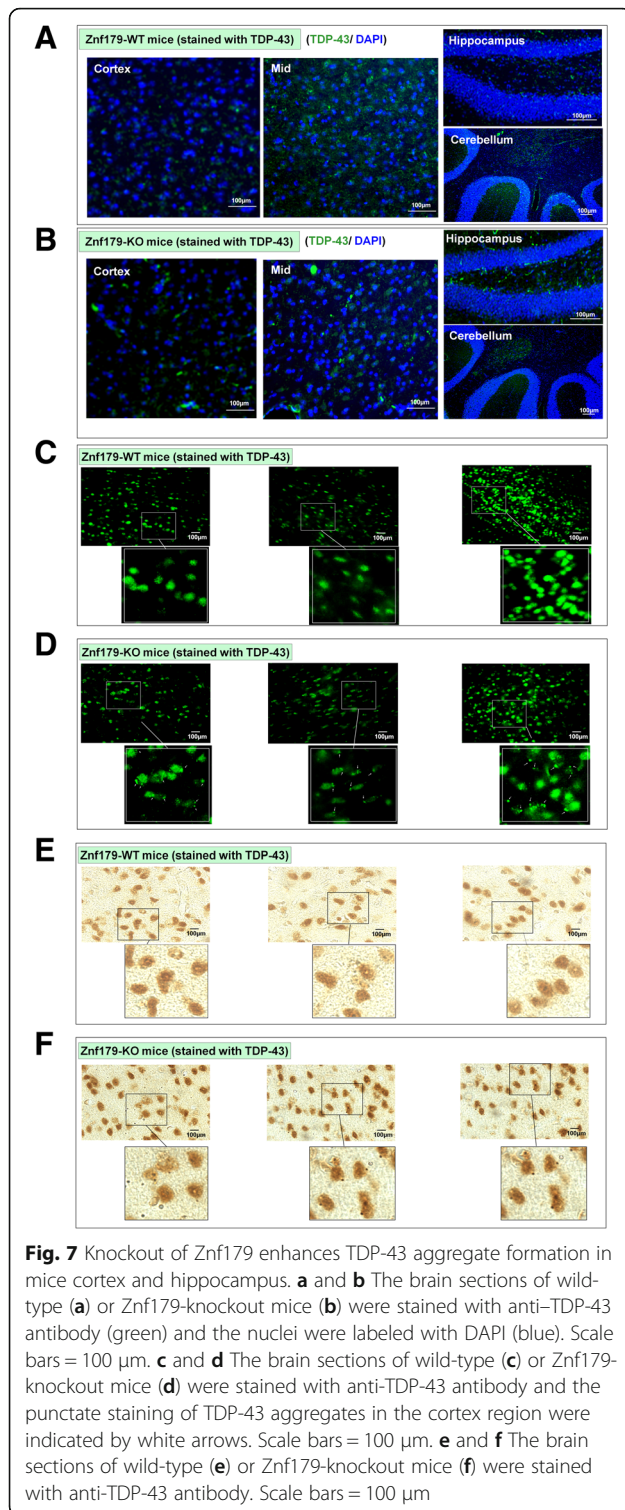 A
Znf179-WT mice (stained with TDP-43) (TDP-43/ DAPI)
Cortex
100μm
Mid
100μm
Hippocampus
100μm
Cerebellum
100μm
B
Znf179-KO mice (stained with TDP-43) (TDP-43/ DAPI)
Cortex
100μm
Mid
100μm
Hippocampus
100μm
Cerebellum
100μm
C
Znf179-WT mice (stained with TDP-43)
100μm
100μm
100μm
D
Znf179-KO mice (stained with TDP-43)
100μm
100μm
100μm
E
Znf179-WT mice (stained with TDP-43)
100μm
100μm
100μm
F
Znf179-KO mice (stained with TDP-43)
100μm
100μm
100μm
Fig. 7 Knockout of Znf179 enhances TDP-43 aggregate formation in
mice cortex and hippocampus. a and b The brain sections of wild-
type (a) or Znf179-knockout mice (b) were stained with anti–TDP-43
antibody (green) and the nuclei were labeled with DAPI (blue). Scale
bars = 100 μm. c and d The brain sections of wild-type (c) or Znf179-
knockout mice (d) were stained with anti-TDP-43 antibody and the
punctate staining of TDP-43 aggregates in the cortex region were
indicated by white arrows. Scale bars = 100 μm. e and f The brain
sections of wild-type (e) or Znf179-knockout mice (f) were stained
with anti-TDP-43 antibody. Scale bars = 100 μm